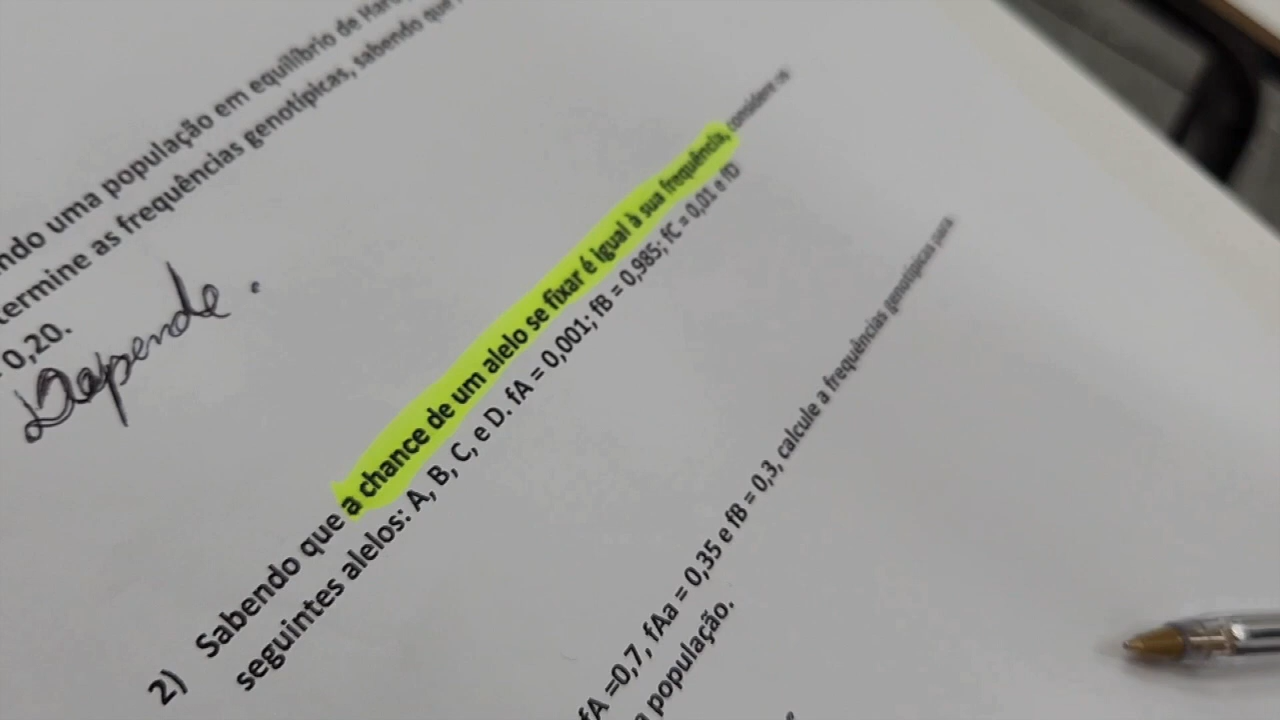 ndo uma população em equilíbrio de
termine as frequências genotípicas, sabendo que
0,20.
Depende.
2) Sabendo que a chance de um alelo se fixar é igual à sua frequência, considere os
seguintes alelos: A, B, C, e D. fA = 0,001; fB = 0,985; fC = 0,01 e fD
fA =0,7, fAa = 0,35 e fB = 0,3, calcule a frequências genotípicas para
a população.